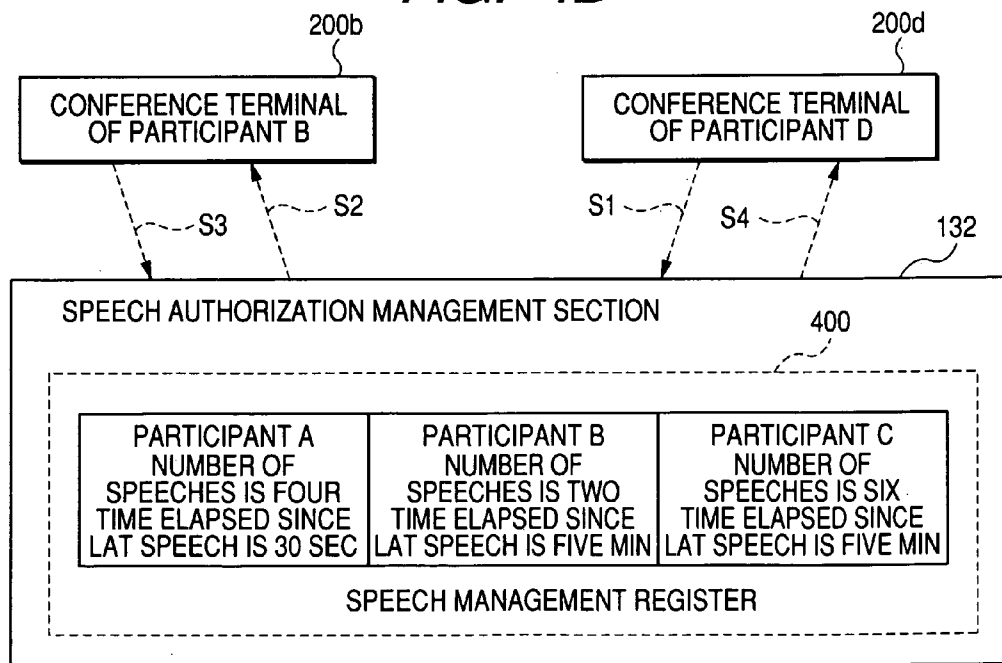 200b
200d
CONFERENCE TERMINAL
OF PARTICIPANT B
CONFERENCE TERMINAL
OF PARTICIPANT D
S3
S2
S1
S4
132
SPEECH AUTHORIZATION MANAGEMENT SECTION
400
PARTICIPANT A
NUMBER OF
SPEECHES IS FOUR
TIME ELAPSED SINCE
LAT SPEECH IS 30 SEC
PARTICIPANT B
NUMBER OF
SPEECHES IS TWO
TIME ELAPSED SINCE
LAT SPEECH IS FIVE MIN
PARTICIPANT C
NUMBER OF
SPEECHES IS SIX
TIME ELAPSED SINCE
LAT SPEECH IS FIVE MIN
SPEECH MANAGEMENT REGISTER